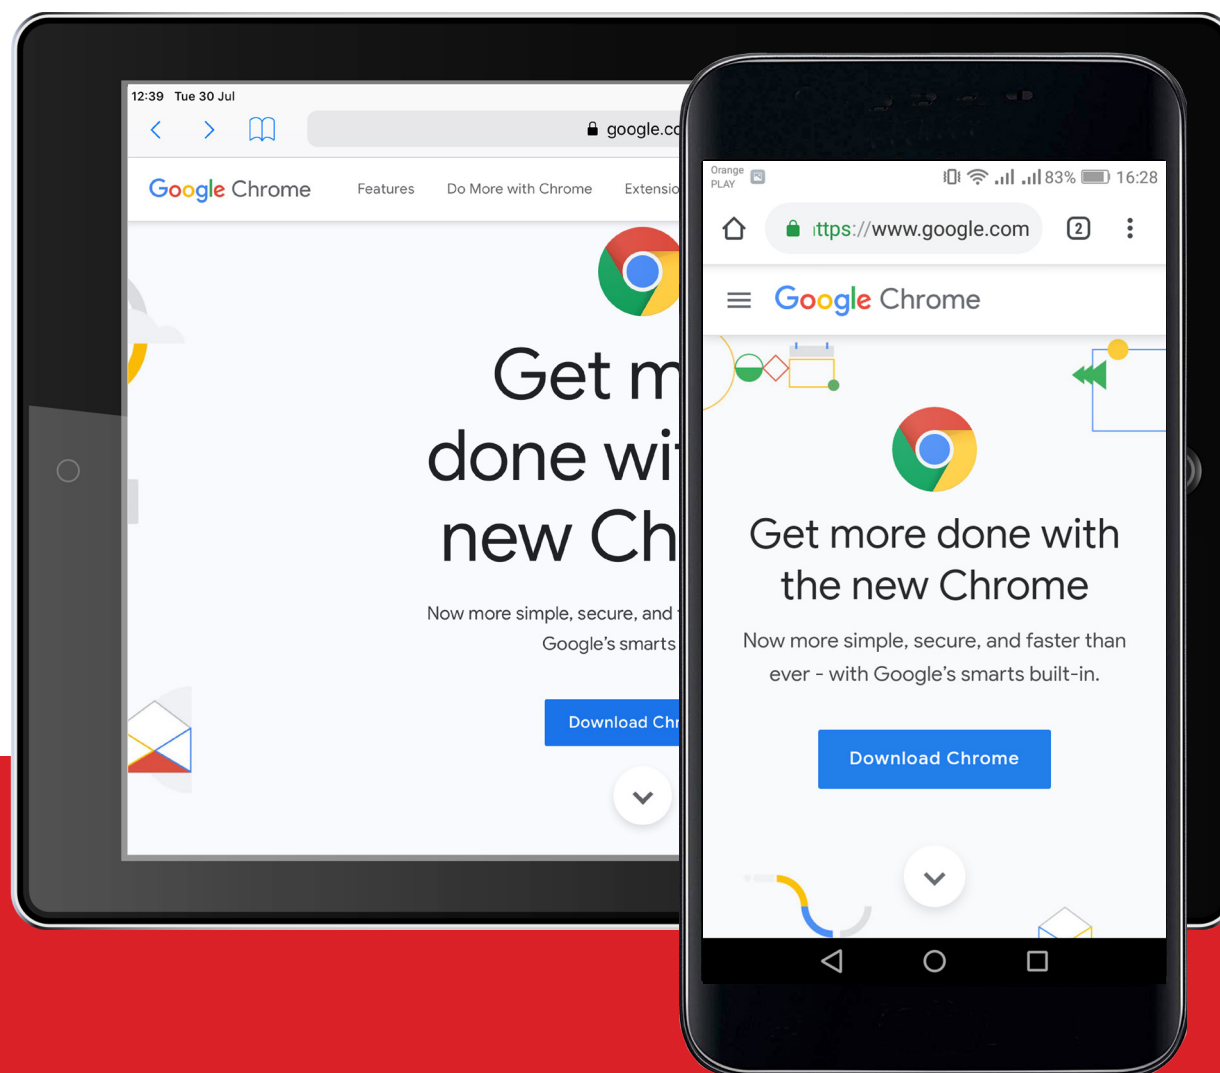 12:39 Tue 30 Jul
google.co
Google Chrome Features Do More with Chrome Extensio
Get m
done wi
new Ch
Now more simple, secure, and
Google's smarts
Download Chr
Orange
PLAY
83% 16:28
ttps://www.google.com 2
Google Chrome
Get more done with
the new Chrome
Now more simple, secure, and faster than
ever - with Google's smarts built-in.
Download Chrome